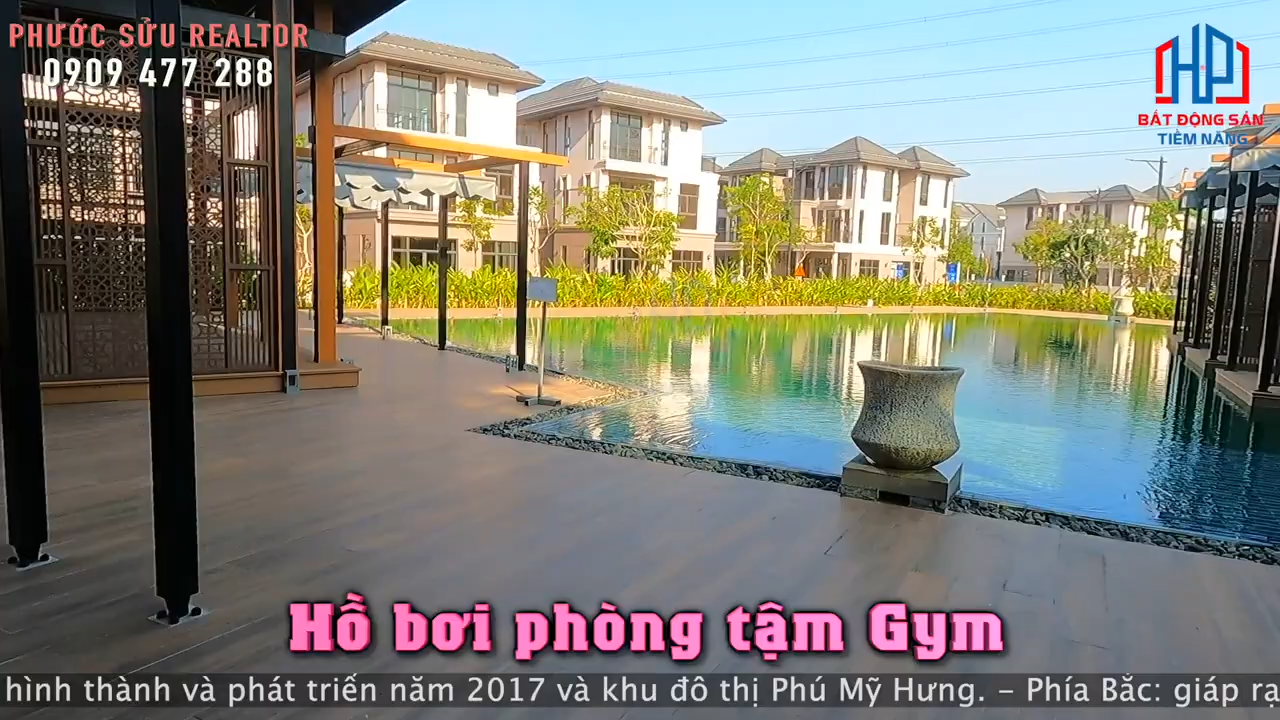 PHƯỚC SỬU REALTOR
0909 477 288
HP
BẤT ĐỘNG SẢN
TIỀM NĂNG
Hồ bơi phòng tậm Gym
hình thành và phát triển năm 2017 và khu đô thị Phú Mỹ Hưng. – Phía Bắc: giáp rạ